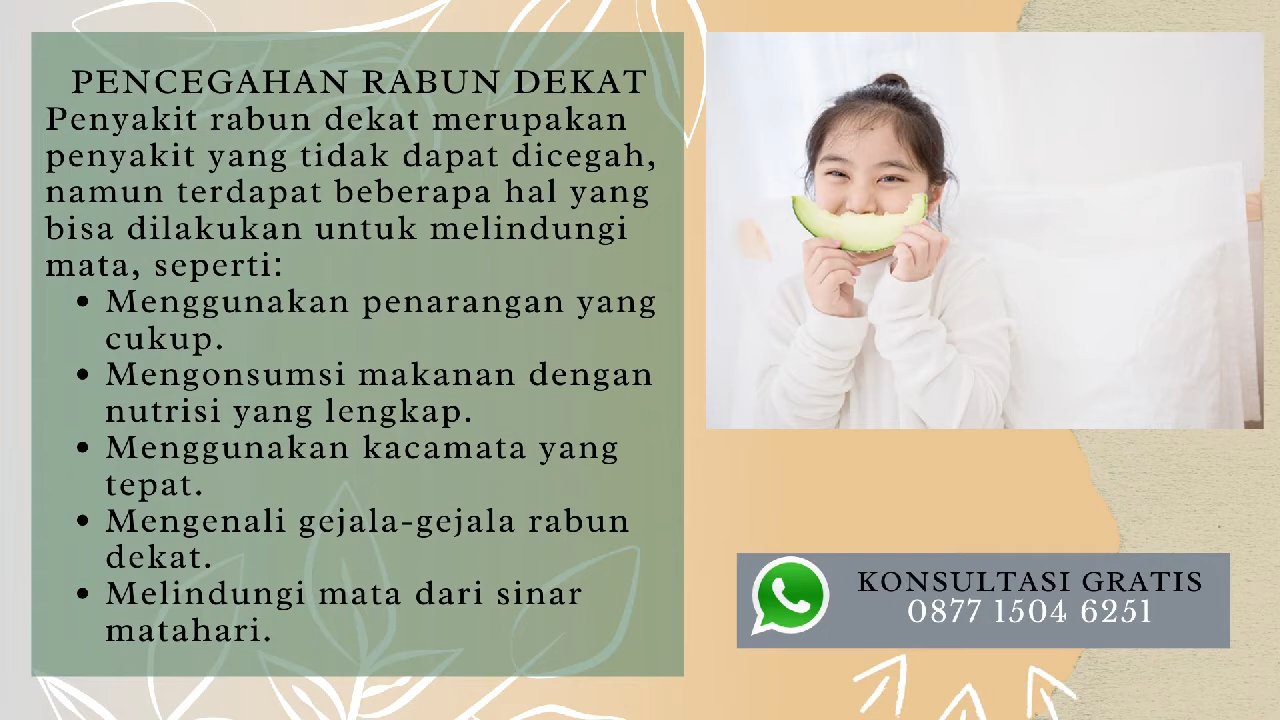 PENCEGAHAN RABUN DEKAT
Penyakit rabun dekat merupakan
penyakit yang tidak dapat dicegah,
namun terdapat beberapa hal yang
bisa dilakukan untuk melindungi
mata, seperti:
• Menggunakan penarangan yang
cukup.
• Mengonsumsi makanan dengan
nutrisi yang lengkap.
• Menggunakan kacamata yang
tepat.
• Mengenali gejala-gejala rabun
dekat.
• Melindungi mata dari sinar
matahari.
KONSULTASI GRATIS
0877 1504 6251